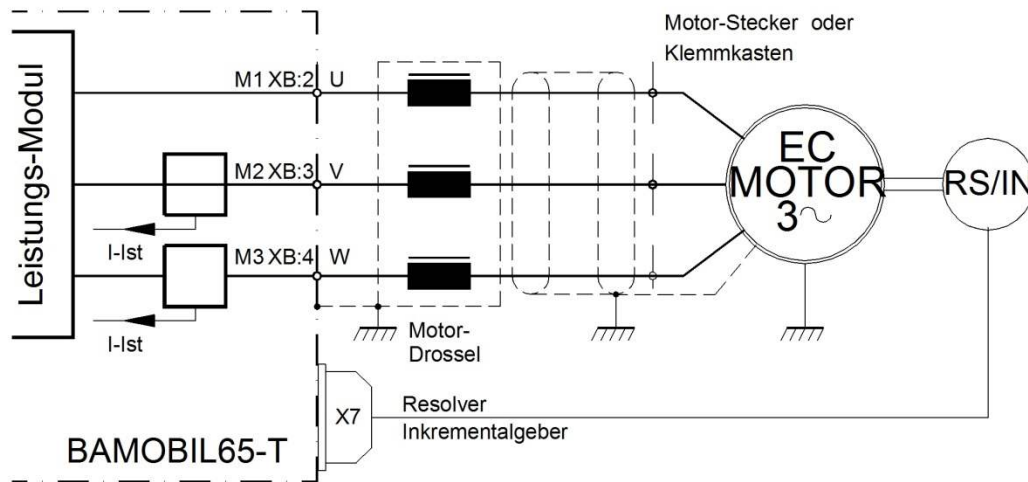 Motor-Stecker oder
Klemmkasten
Leistungs-Modul
M1 XB:2 U
M2 XB:3 V
I-Ist
M3 XB:4 W
I-Ist
EC
MOTOR
3~
RS/IN
Motor-
Drossel
X7
Resolver
Inkrementalgeber
BAMOBIL65-T